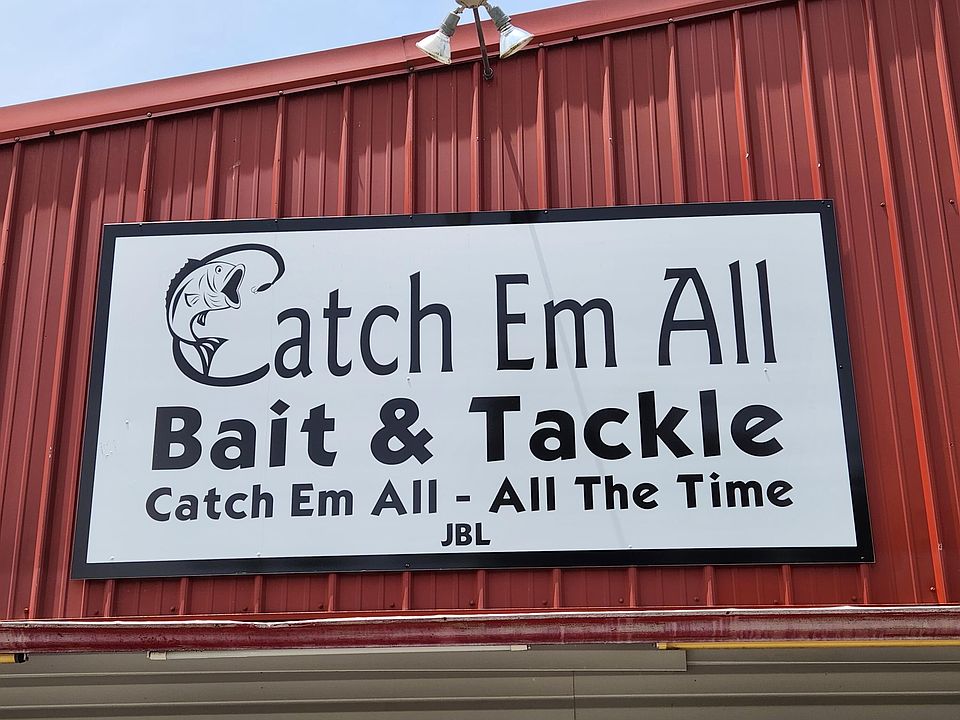 Catch Em All
Bait & Tackle
Catch Em All - All The Time
JBL